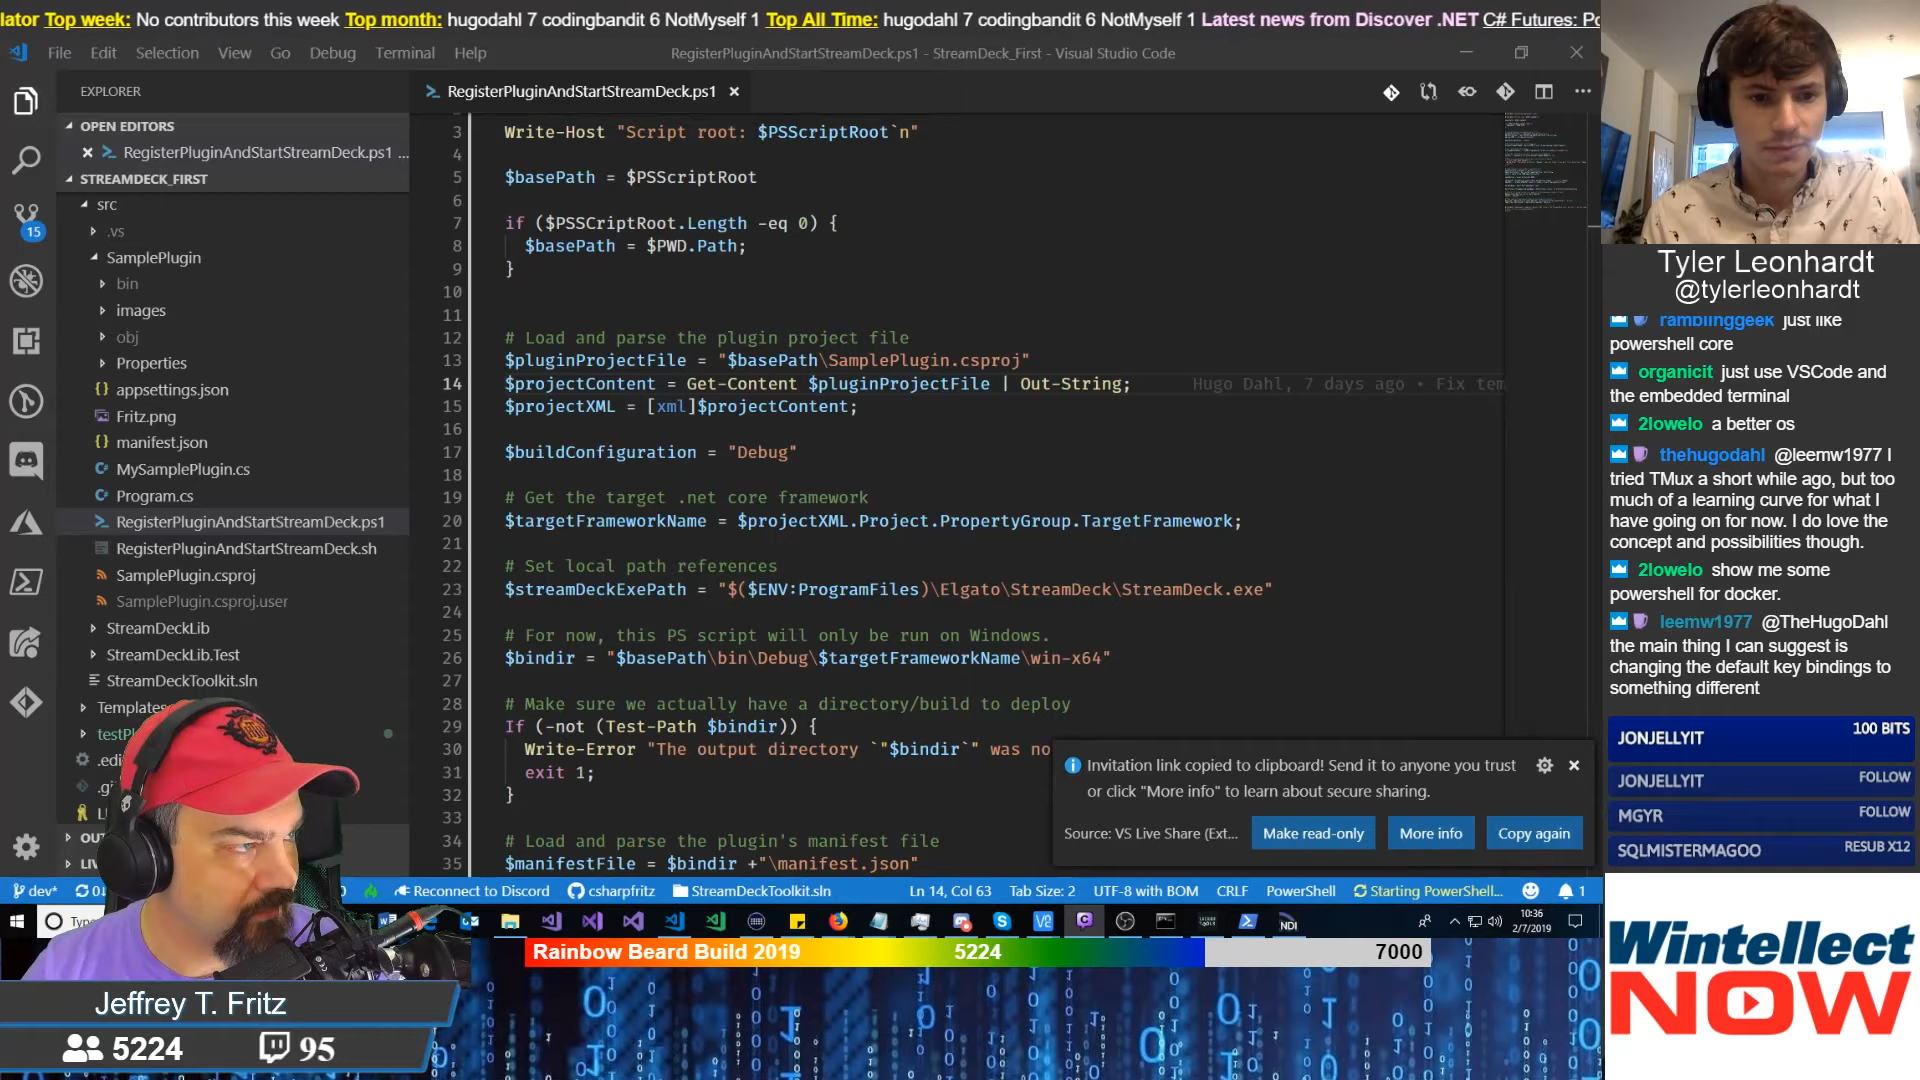 lator Top week: No contributors this week Top month: hugodahl 7 codingbandit 6 NotMyself 1 Top All Time: hugodahl 7 codingbandit 6 NotMyself 1 Latest news from Discover .NET C# Futures: Po
File Edit Selection View Go Debug Terminal Help
RegisterPluginAndStartStreamDeck.ps1 - StreamDeck_First - Visual Studio Code
EXPLORER
OPEN EDITORS
RegisterPluginAndStartStreamDeck.ps1 ...
STREAMDECK_FIRST
src
.vs
SamplePlugin
bin
images
obj
Properties
appsettings.json
Fritz.png
manifest.json
MySamplePlugin.cs
Program.cs
RegisterPluginAndStartStreamDeck.ps1
RegisterPluginAndStartStreamDeck.sh
SamplePlugin.csproj
SamplePlugin.csproj.user
StreamDeckLib
StreamDeckLib.Test
StreamDeckToolkit.sln
Templates
testPl
.edi
.gi
LI
OUT
LIV
15
RegisterPluginAndStartStreamDeck.ps1
3 Write-Host "Script root: $PSScriptRoot`n"
4
5 $basePath = $PSScriptRoot
6
7 if ($PSSCriptRoot.Length -eq 0) {
8 $basePath = $PWD.Path;
9 }
10
11
12 # Load and parse the plugin project file
13 $pluginProjectFile = "$basePath\SamplePlugin.csproj"
14 $projectContent = Get-Content $pluginProjectFile | Out-String; Hugo Dahl, 7 days ago • Fix tem
15 $projectXML = [xml]$projectContent;
16
17 $buildConfiguration = "Debug"
18
19 # Get the target .net core framework
20 $targetFrameworkName = $projectXML.Project.PropertyGroup.TargetFramework;
21
22 # Set local path references
23 $streamDeckExePath = "$($ENV:ProgramFiles)\Elgato\StreamDeck\StreamDeck.exe"
24
25 # For now, this PS script will only be run on Windows.
26 $bindir = "$basePath\bin\Debug\$targetFrameworkName\win-x64"
27
28 # Make sure we actually have a directory/build to deploy
29 If (-not (Test-Path $bindir)) {
30 Write-Error "The output directory `"$bindir`" was no
31 exit 1;
32 }
33
34 # Load and parse the plugin's manifest file
35 $manifestFile = $bindir +"\manifest.json"
Invitation link copied to clipboard! Send it to anyone you trust
or click "More info" to learn about secure sharing.
Source: VS Live Share (Ext... Make read-only More info Copy again
dev* 0 0 Reconnect to Discord csharpfritz StreamDeckToolkit.sln Ln 14, Col 63 Tab Size: 2 UTF-8 with BOM CRLF PowerShell Starting PowerShell... 1
Type
NDI
10:36
2/7/2019
Tyler Leonhardt
@tylerleonhardt
ramblinggeek just like
powershell core
organicit just use VSCode and
the embedded terminal
2lowelo a better os
thehugodahl @leemw1977 I
tried TMux a short while ago, but too
much of a learning curve for what I
have going on for now. I do love the
concept and possibilities though.
2lowelo show me some
powershell for docker.
leemw1977 @TheHugoDahl
the main thing I can suggest is
changing the default key bindings to
something different
JONJELLYIT 100 BITS
JONJELLYIT FOLLOW
MGYR FOLLOW
SQLMISTERMAGOO RESUB X12
Wintellect
NOW
Rainbow Beard Build 2019 5224 7000
Jeffrey T. Fritz
5224 95